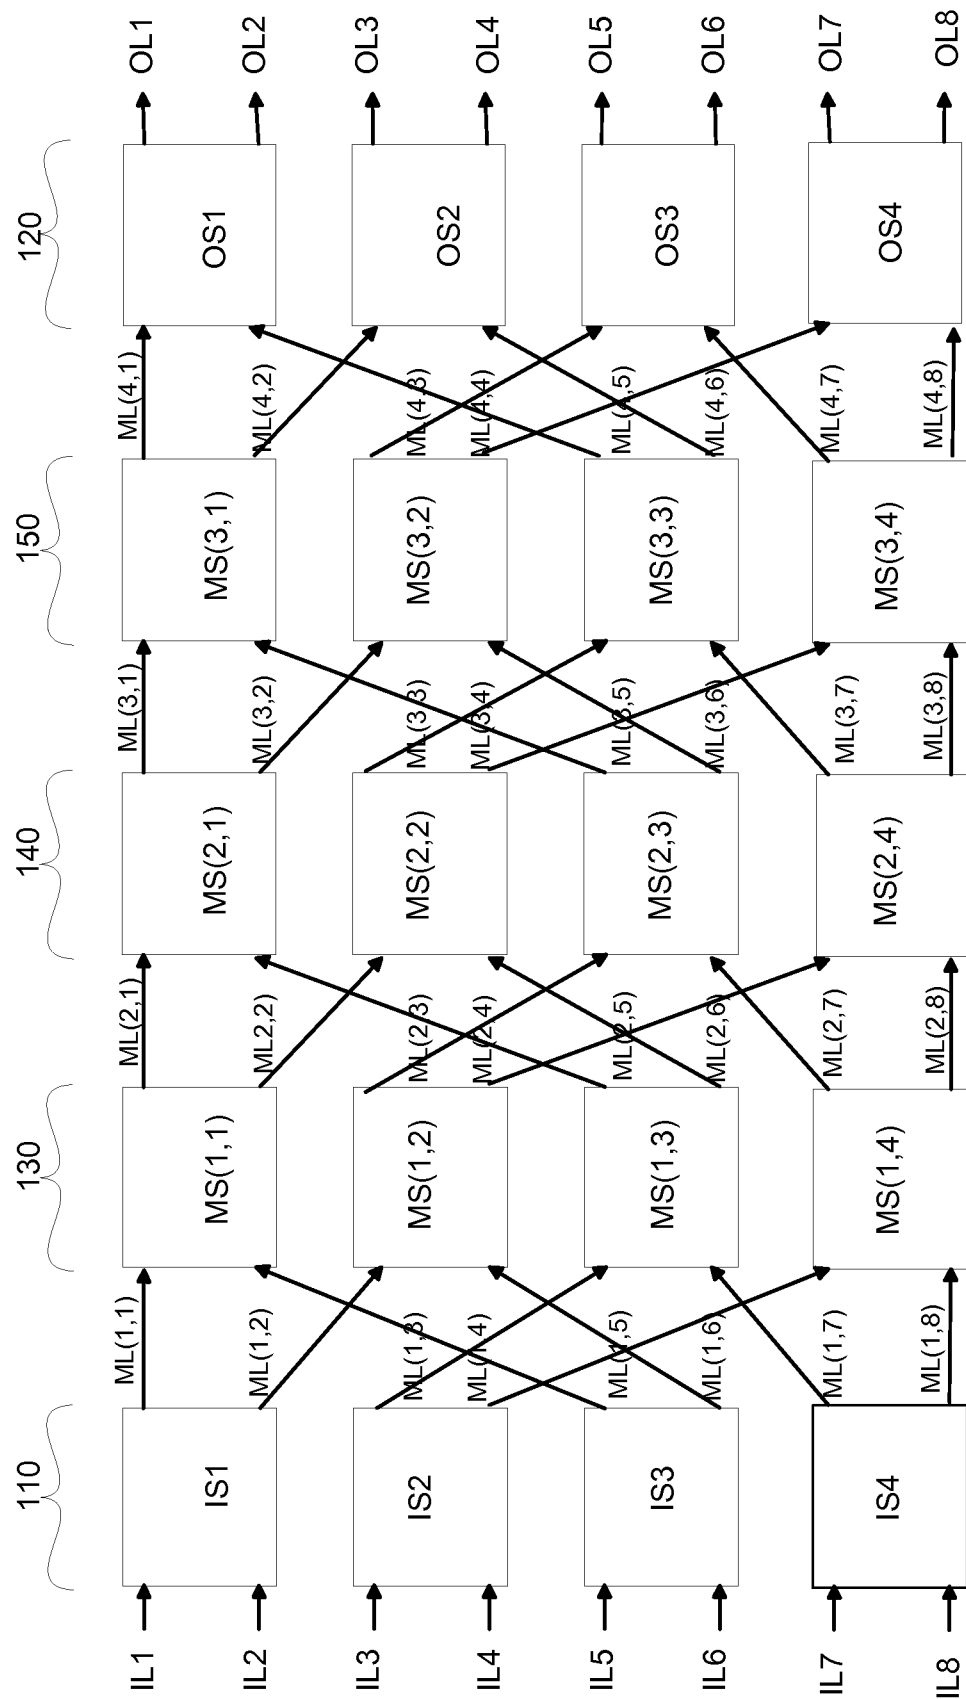 110
130
140
150
120
IL1
IS1
ML(1,1)
MS(1,1)
ML(2,1)
MS(2,1)
ML(3,1)
MS(3,1)
ML(4,1)
OS1
OL1
IL2
ML(1,2)
ML2,2)
ML(3,2)
ML(4,2)
OL2
IL3
IS2
ML(1,3)
MS(1,2)
ML(2,3)
MS(2,2)
ML(3,3)
MS(3,2)
ML(4,3)
OS2
OL3
IL4
ML(1,4)
ML(2,4)
ML(3,4)
ML(4,4)
OL4
IL5
IS3
ML(1,5)
MS(1,3)
ML(2,5)
MS(2,3)
ML(3,5)
MS(3,3)
ML(4,5)
OS3
OL5
IL6
ML(1,6)
ML(2,6)
ML(3,6)
ML(4,6)
OL6
IL7
IS4
ML(1,7)
MS(1,4)
ML(2,7)
MS(2,4)
ML(3,7)
MS(3,4)
ML(4,7)
OS4
OL7
IL8
ML(1,8)
ML(2,8)
ML(3,8)
ML(4,8)
OL8